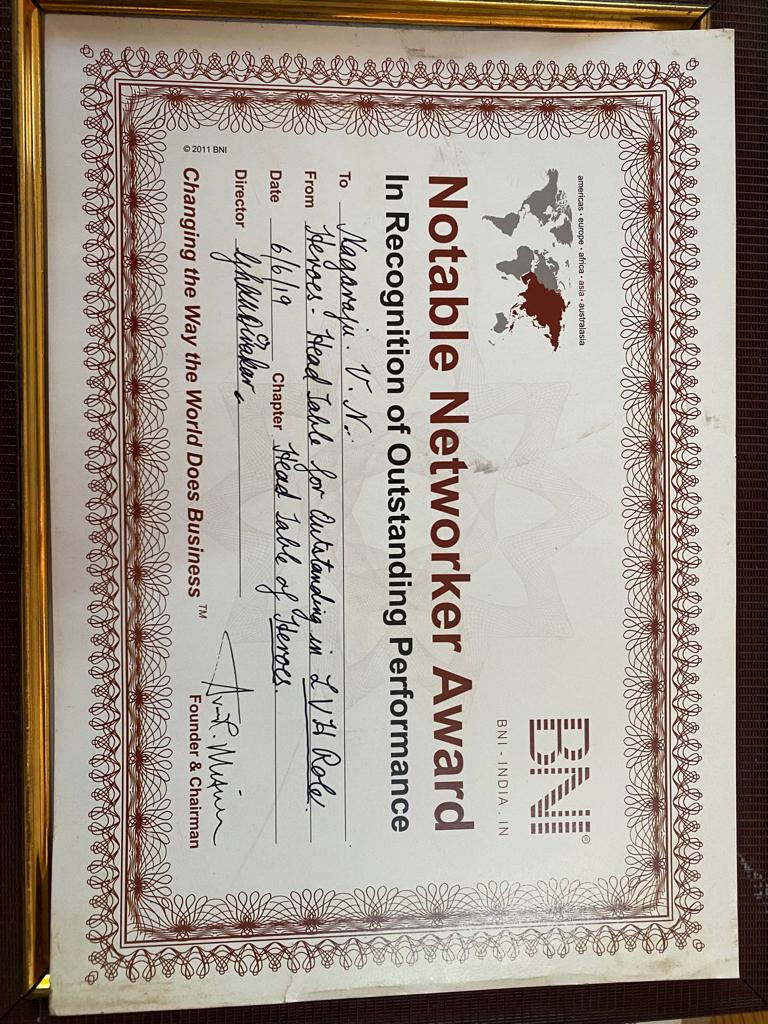 americas • europe • africa • asia • australasia
BNI®
BNI-INDIA.IN
Notable Networker Award
In Recognition of Outstanding Performance
To Nagaraju. V. N.
From Heroes - Head Table for Outstanding in LVH Role.
Date 6/6/19 Chapter Head Table of Heroes.
Director
Founder & Chairman
Changing the Way the World Does Business ™
© 2011 BNI